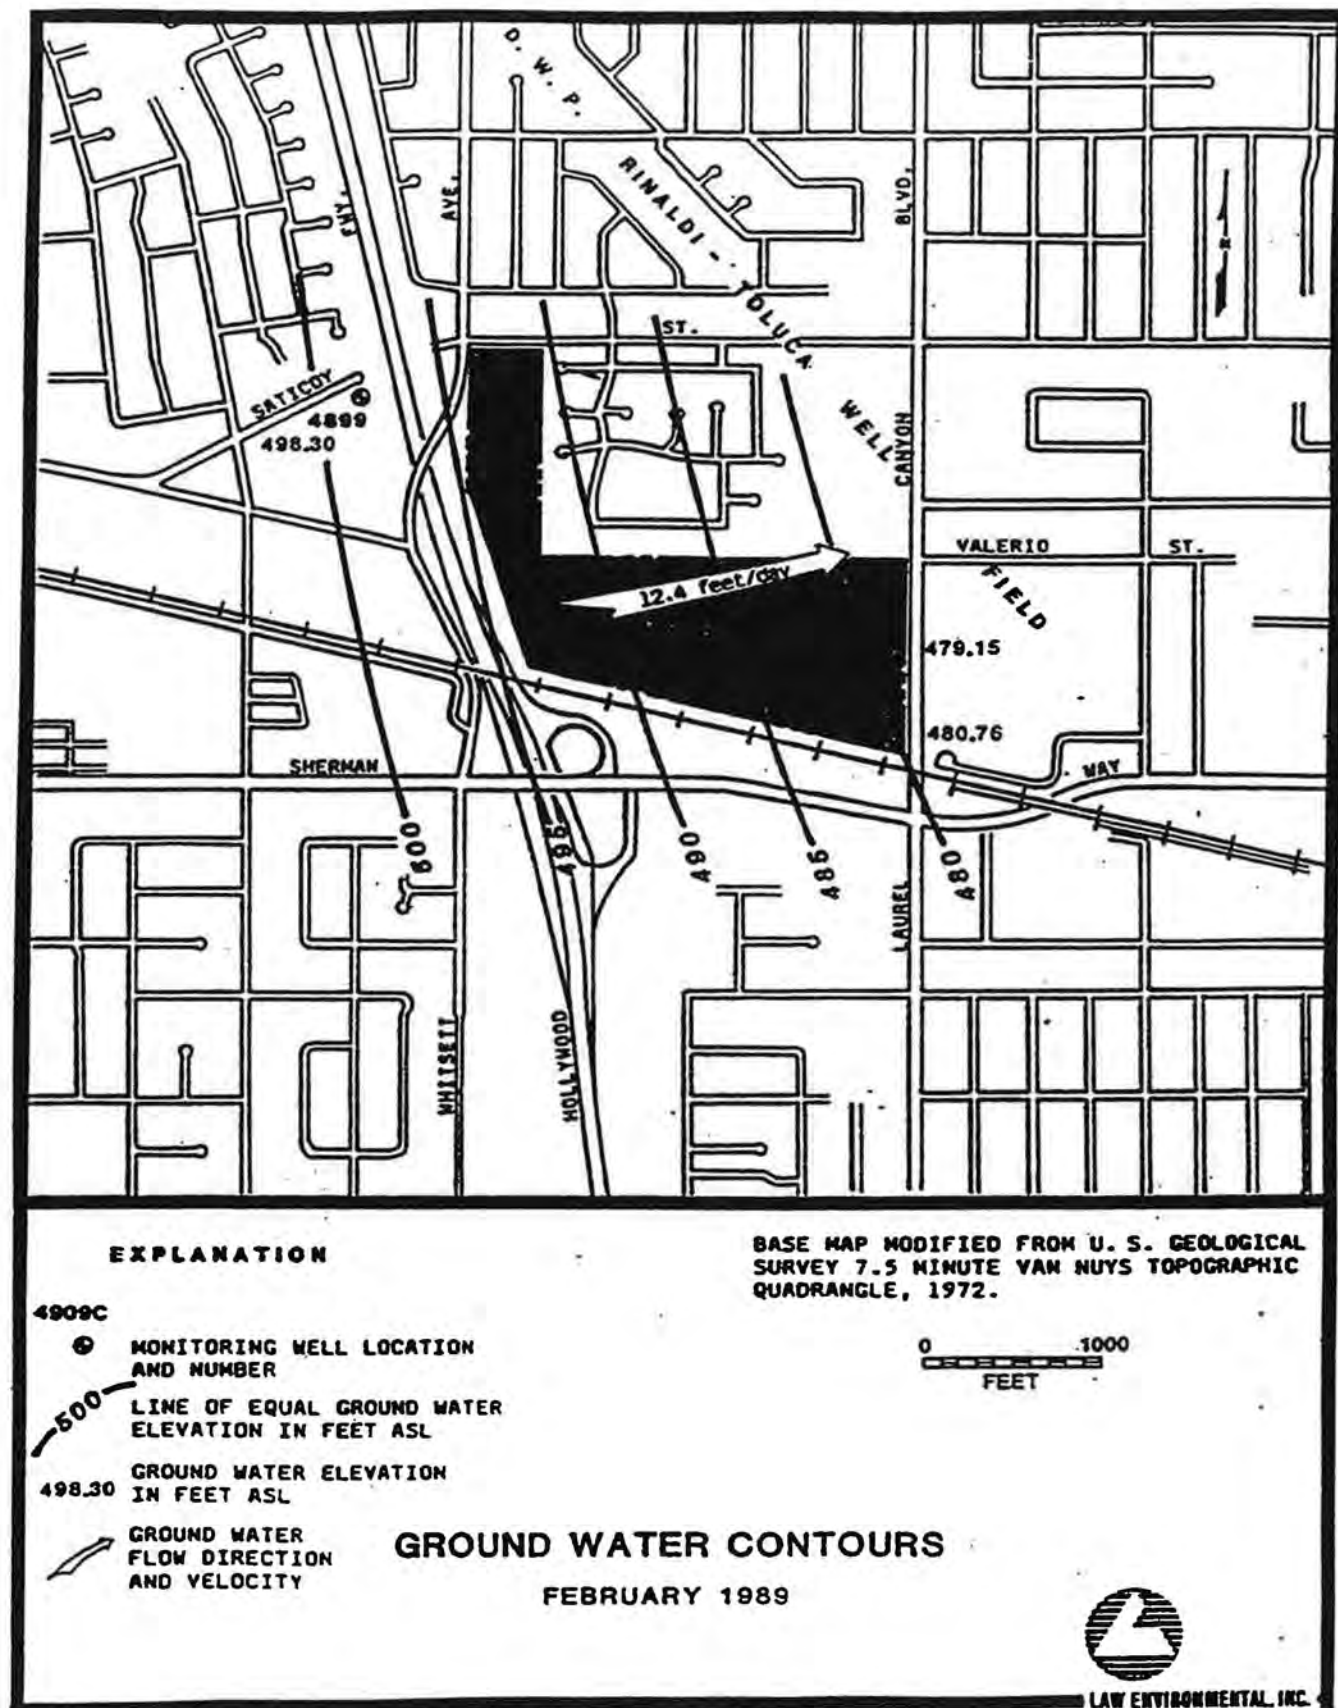 D. W. P.
RINALDI - TOLUCA
WELL
FIELD
FWY.
AVE.
BLVD.
N
ST.
SATICOY
4899
498.30
CANYON
VALERIO ST.
12.4 feet/day
479.15
480.76
SHERMAN
WAY
500
495
490
485
480
LAUREL
WHITSETT
HOLLYWOOD
EXPLANATION
4909C
MONITORING WELL LOCATION
AND NUMBER
500
LINE OF EQUAL GROUND WATER
ELEVATION IN FEET ASL
498.30
GROUND WATER ELEVATION
IN FEET ASL
GROUND WATER
FLOW DIRECTION
AND VELOCITY
BASE MAP MODIFIED FROM U. S. GEOLOGICAL
SURVEY 7.5 MINUTE VAN NUYS TOPOGRAPHIC
QUADRANGLE, 1972.
0 1000
FEET
GROUND WATER CONTOURS
FEBRUARY 1989
LAW ENVIRONMENTAL, INC.